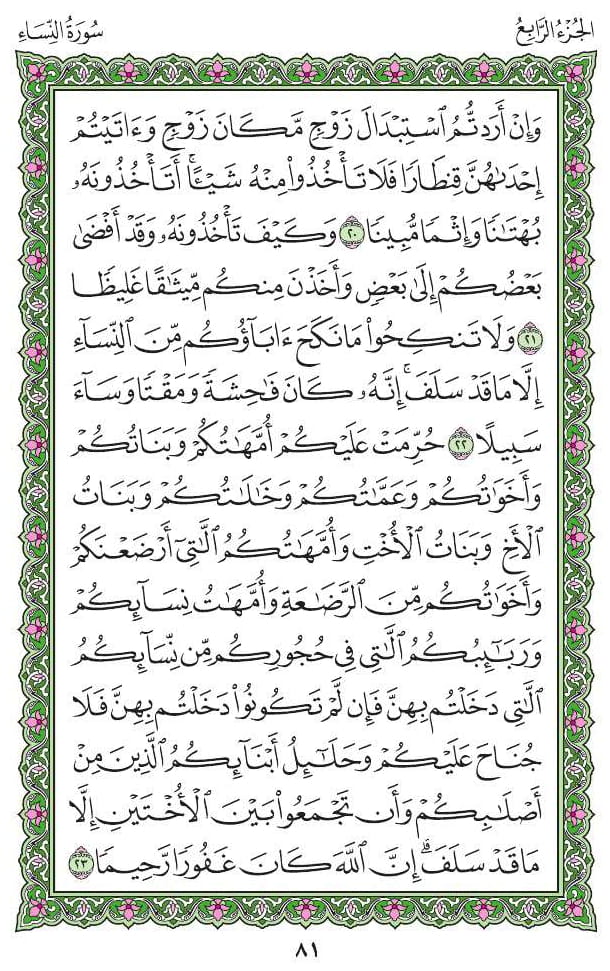 الجُزْءُ الرَّابِعُ
سُورَةُ النِّسَاءِ
وَإِنْ أَرَدتُّمُ ٱسْتِبْدَالَ زَوْجٍ مَّكَانَ زَوْجٍ وَءَاتَيْتُمْ
إِحْدَىٰهُنَّ قِنطَارًا فَلَا تَأْخُذُوا۟ مِنْهُ شَيْـًٔا ۚ أَتَأْخُذُونَهُۥ
بُهْتَـٰنًا وَإِثْمًا مُّبِينًا ٢٠ وَكَيْفَ تَأْخُذُونَهُۥ وَقَدْ أَفْضَىٰ
بَعْضُكُمْ إِلَىٰ بَعْضٍ وَأَخَذْنَ مِنكُم مِّيثَـٰقًا غَلِيظًا
٢١ وَلَا تَنكِحُوا۟ مَا نَكَحَ ءَابَآؤُكُم مِّنَ ٱلنِّسَآءِ
إِلَّا مَا قَدْ سَلَفَ ۚ إِنَّهُۥ كَانَ فَـٰحِشَةً وَمَقْتًا وَسَآءَ
سَبِيلًا ٢٢ حُرِّمَتْ عَلَيْكُمْ أُمَّهَـٰتُكُمْ وَبَنَاتُكُمْ
وَأَخَوَٰتُكُمْ وَعَمَّـٰتُكُمْ وَخَـٰلَـٰتُكُمْ وَبَنَاتُ
ٱلْأَخِ وَبَنَاتُ ٱلْأُخْتِ وَأُمَّهَـٰتُكُمُ ٱلَّـٰتِىٓ أَرْضَعْنَكُمْ
وَأَخَوَٰتُكُم مِّنَ ٱلرَّضَـٰعَةِ وَأُمَّهَـٰتُ نِسَآئِكُمْ
وَرَبَـٰٓئِبُكُمُ ٱلَّـٰتِى فِى حُجُورِكُم مِّن نِّسَآئِكُمُ
ٱلَّـٰتِى دَخَلْتُم بِهِنَّ فَإِن لَّمْ تَكُونُوا۟ دَخَلْتُم بِهِنَّ فَلَا
جُنَاحَ عَلَيْكُمْ وَحَلَـٰٓئِلُ أَبْنَآئِكُمُ ٱلَّذِينَ مِنْ
أَصْلَـٰبِكُمْ وَأَن تَجْمَعُوا۟ بَيْنَ ٱلْأُخْتَيْنِ إِلَّا
مَا قَدْ سَلَفَ ۗ إِنَّ ٱللَّهَ كَانَ غَفُورًا رَّحِيمًا ٢٣
٨١